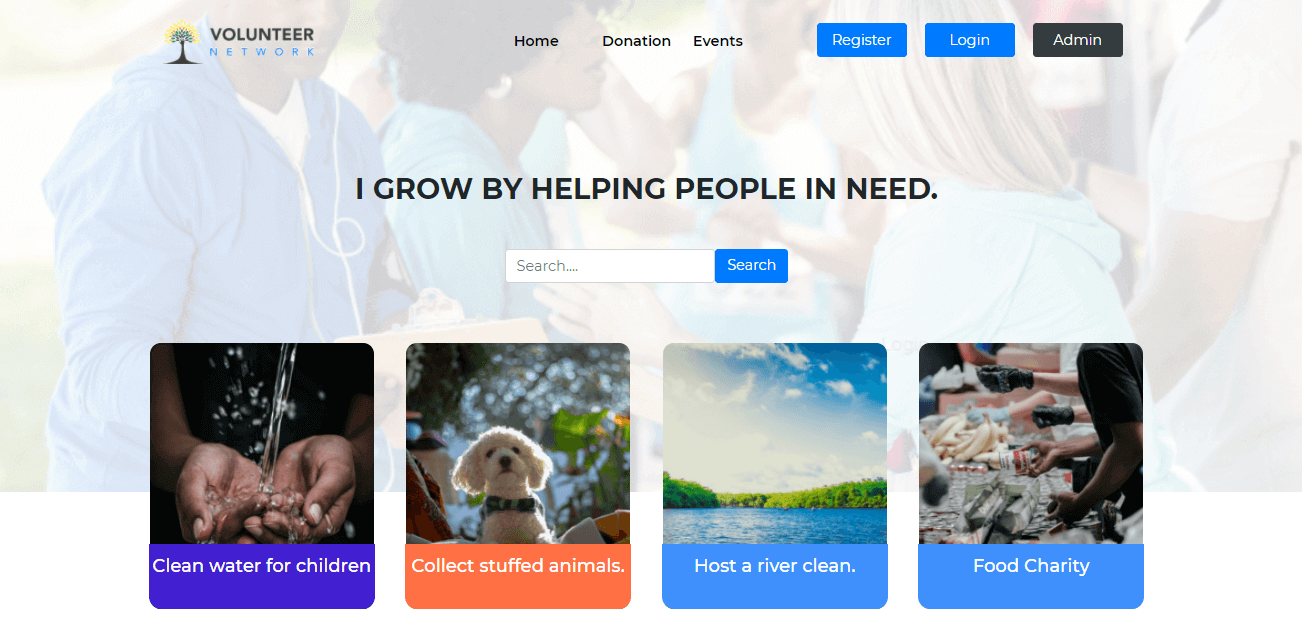 VOLUNTEER
NETWORK
Home Donation Events Register Login Admin
I GROW BY HELPING PEOPLE IN NEED.
Search.... Search
Clean water for children
Collect stuffed animals.
Host a river clean.
Food Charity